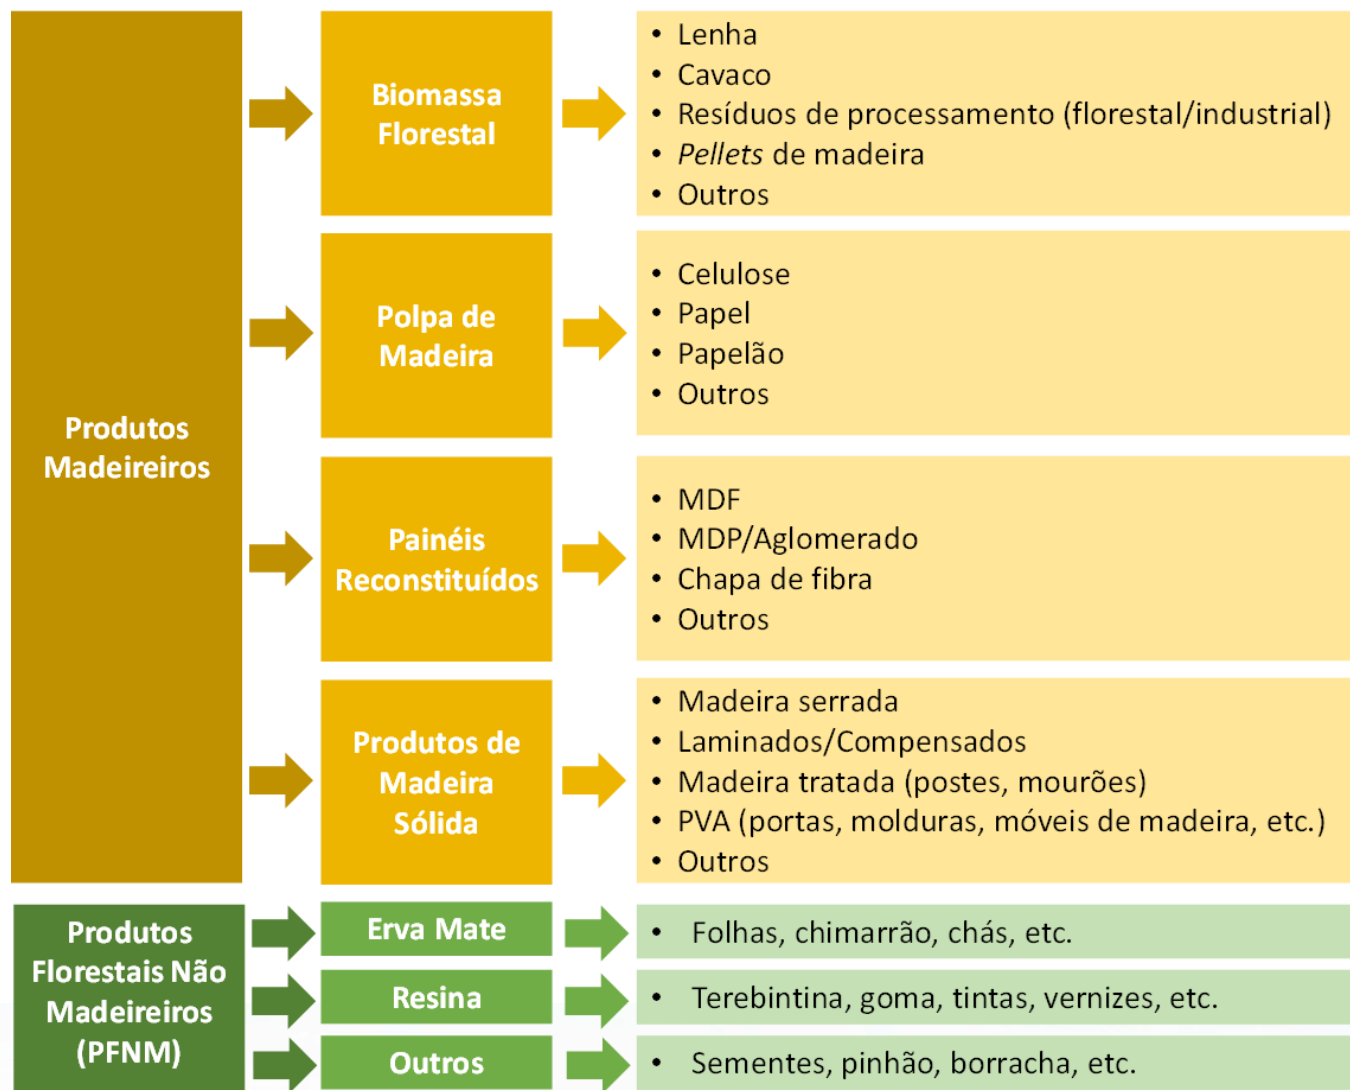 Produtos
Madeireiros
Biomassa
Florestal
• Lenha
• Cavaco
• Resíduos de processamento (florestal/industrial)
• Pellets de madeira
• Outros
Polpa de
Madeira
• Celulose
• Papel
• Papelão
• Outros
Painéis
Reconstituídos
• MDF
• MDP/Aglomerado
• Chapa de fibra
• Outros
Produtos de
Madeira
Sólida
• Madeira serrada
• Laminados/Compensados
• Madeira tratada (postes, mourões)
• PVA (portas, molduras, móveis de madeira, etc.)
• Outros
Produtos
Florestais Não
Madeireiros
(PFNM)
Erva Mate
• Folhas, chimarrão, chás, etc.
Resina
• Terebintina, goma, tintas, vernizes, etc.
Outros
• Sementes, pinhão, borracha, etc.